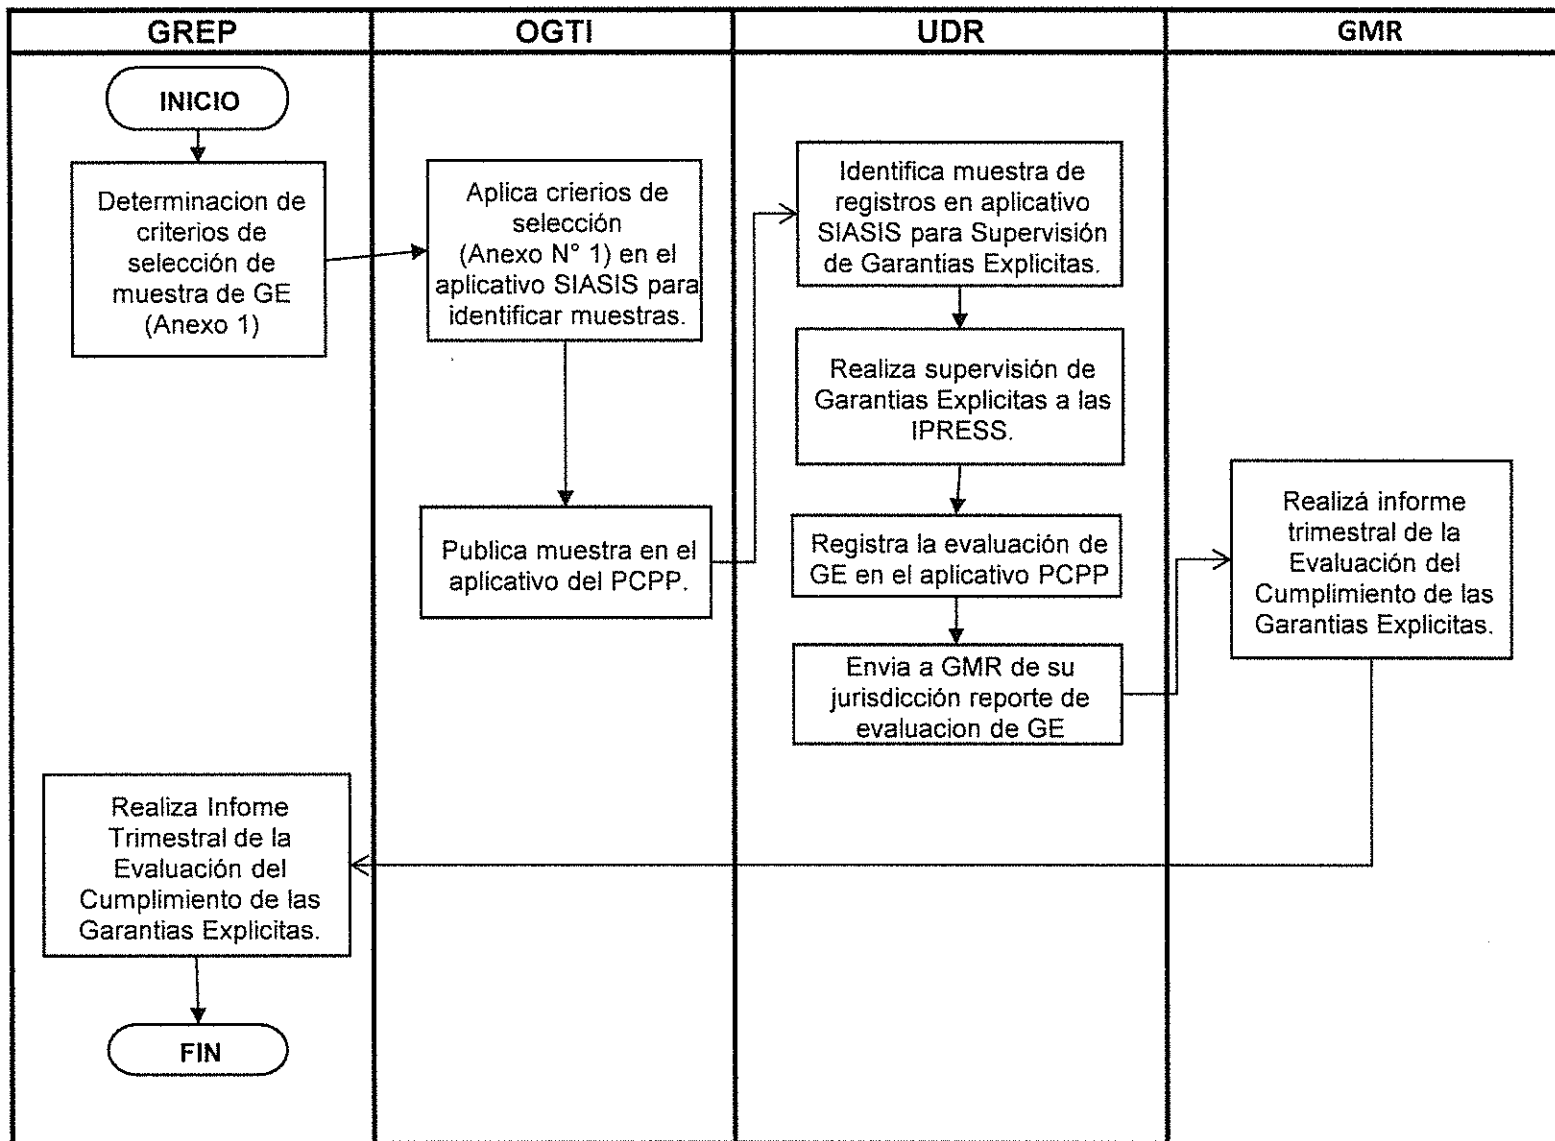 GREP
OGTI
UDR
GMR
INICIO
Determinacion de
criterios de
selección de
muestra de GE
(Anexo 1)
Aplica crierios de
selección
(Anexo N° 1) en el
aplicativo SIASIS para
identificar muestras.
Publica muestra en el
aplicativo del PCPP.
Identifica muestra de
registros en aplicativo
SIASIS para Supervisión
de Garantias Explicitas.
Realiza supervisión de
Garantias Explicitas a las
IPRESS.
Registra la evaluación de
GE en el aplicativo PCPP
Envia a GMR de su
jurisdicción reporte de
evaluacion de GE
Realizá informe
trimestral de la
Evaluación del
Cumplimiento de las
Garantias Explicitas.
Realiza Infome
Trimestral de la
Evaluación del
Cumplimiento de las
Garantias Explicitas.
FIN